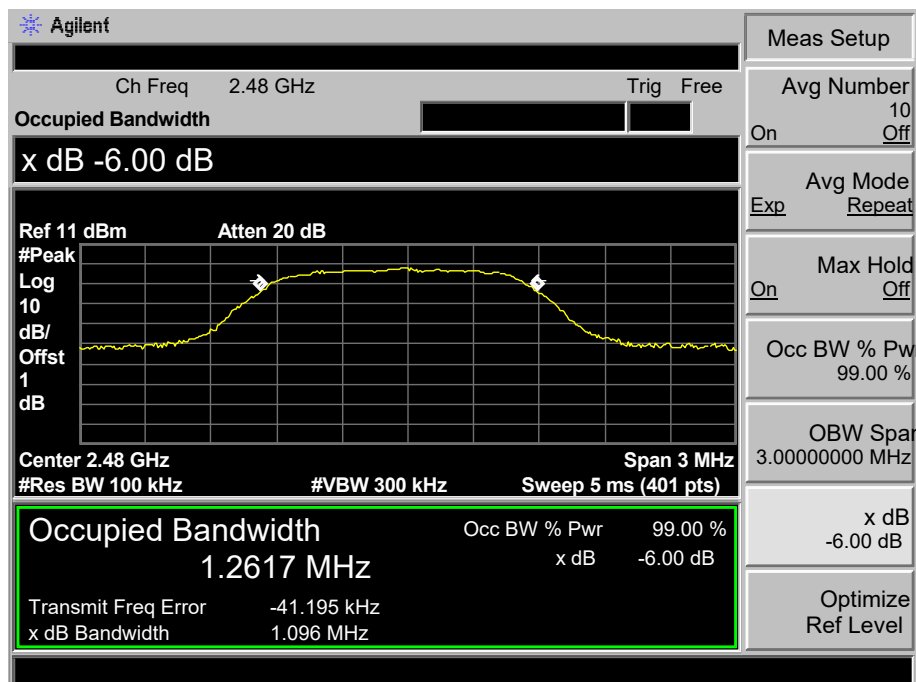 Agilent
Meas Setup
Ch Freq 2.48 GHz Trig Free
Occupied Bandwidth
x dB -6.00 dB
Ref 11 dBm Atten 20 dB
#Peak
Log
10
dB/
Offst
1
dB
Center 2.48 GHz Span 3 MHz
#Res BW 100 kHz #VBW 300 kHz Sweep 5 ms (401 pts)
Occupied Bandwidth
1.2617 MHz
Occ BW % Pwr 99.00 %
x dB -6.00 dB
Transmit Freq Error -41.195 kHz
x dB Bandwidth 1.096 MHz
Avg Number
10
On Off
Avg Mode
Exp Repeat
Max Hold
On Off
Occ BW % Pw
99.00 %
OBW Spa
3.00000000 MHz
x dB
-6.00 dB
Optimize
Ref Level